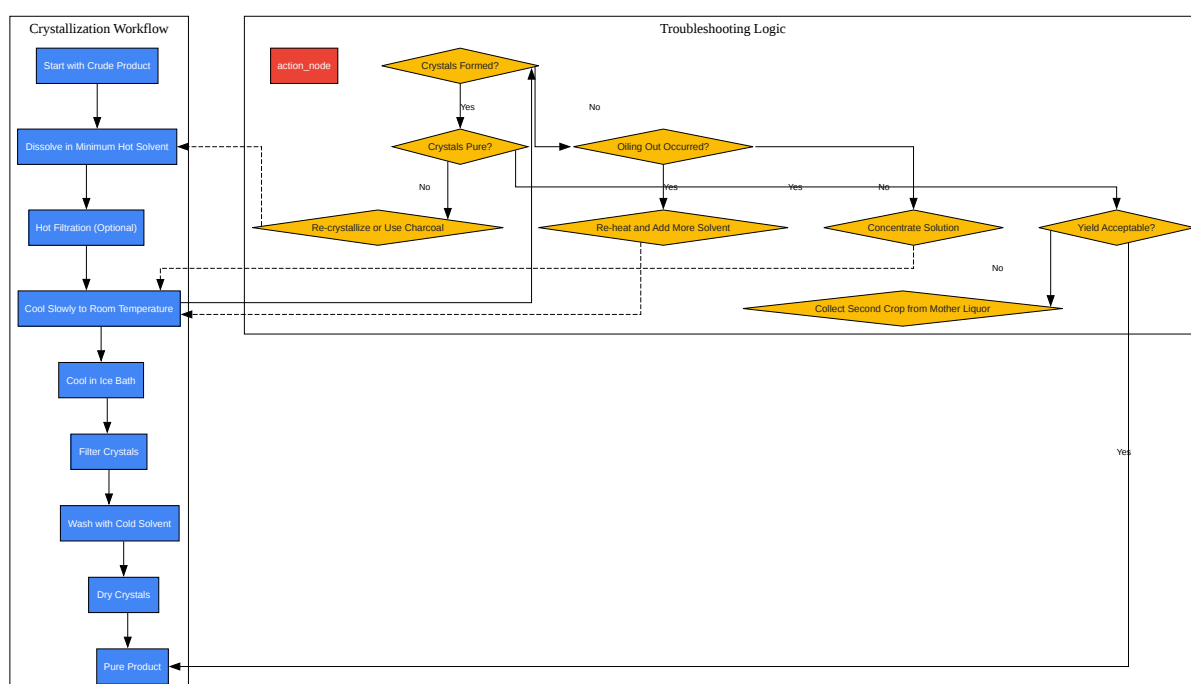 Crystallization Workflow
Start with Crude Product
Dissolve in Minimum Hot Solvent
Hot Filtration (Optional)
Cool Slowly to Room Temperature
Cool in Ice Bath
Filter Crystals
Wash with Cold Solvent
Dry Crystals
Pure Product
Troubleshooting Logic
action_node
Crystals Formed?
Yes
No
Crystals Pure?
Oiling Out Occurred?
No
Yes
Yes
No
Re-crystallize or Use Charcoal
Re-heat and Add More Solvent
Concentrate Solution
Yield Acceptable?
No
Collect Second Crop from Mother Liquor
Yes